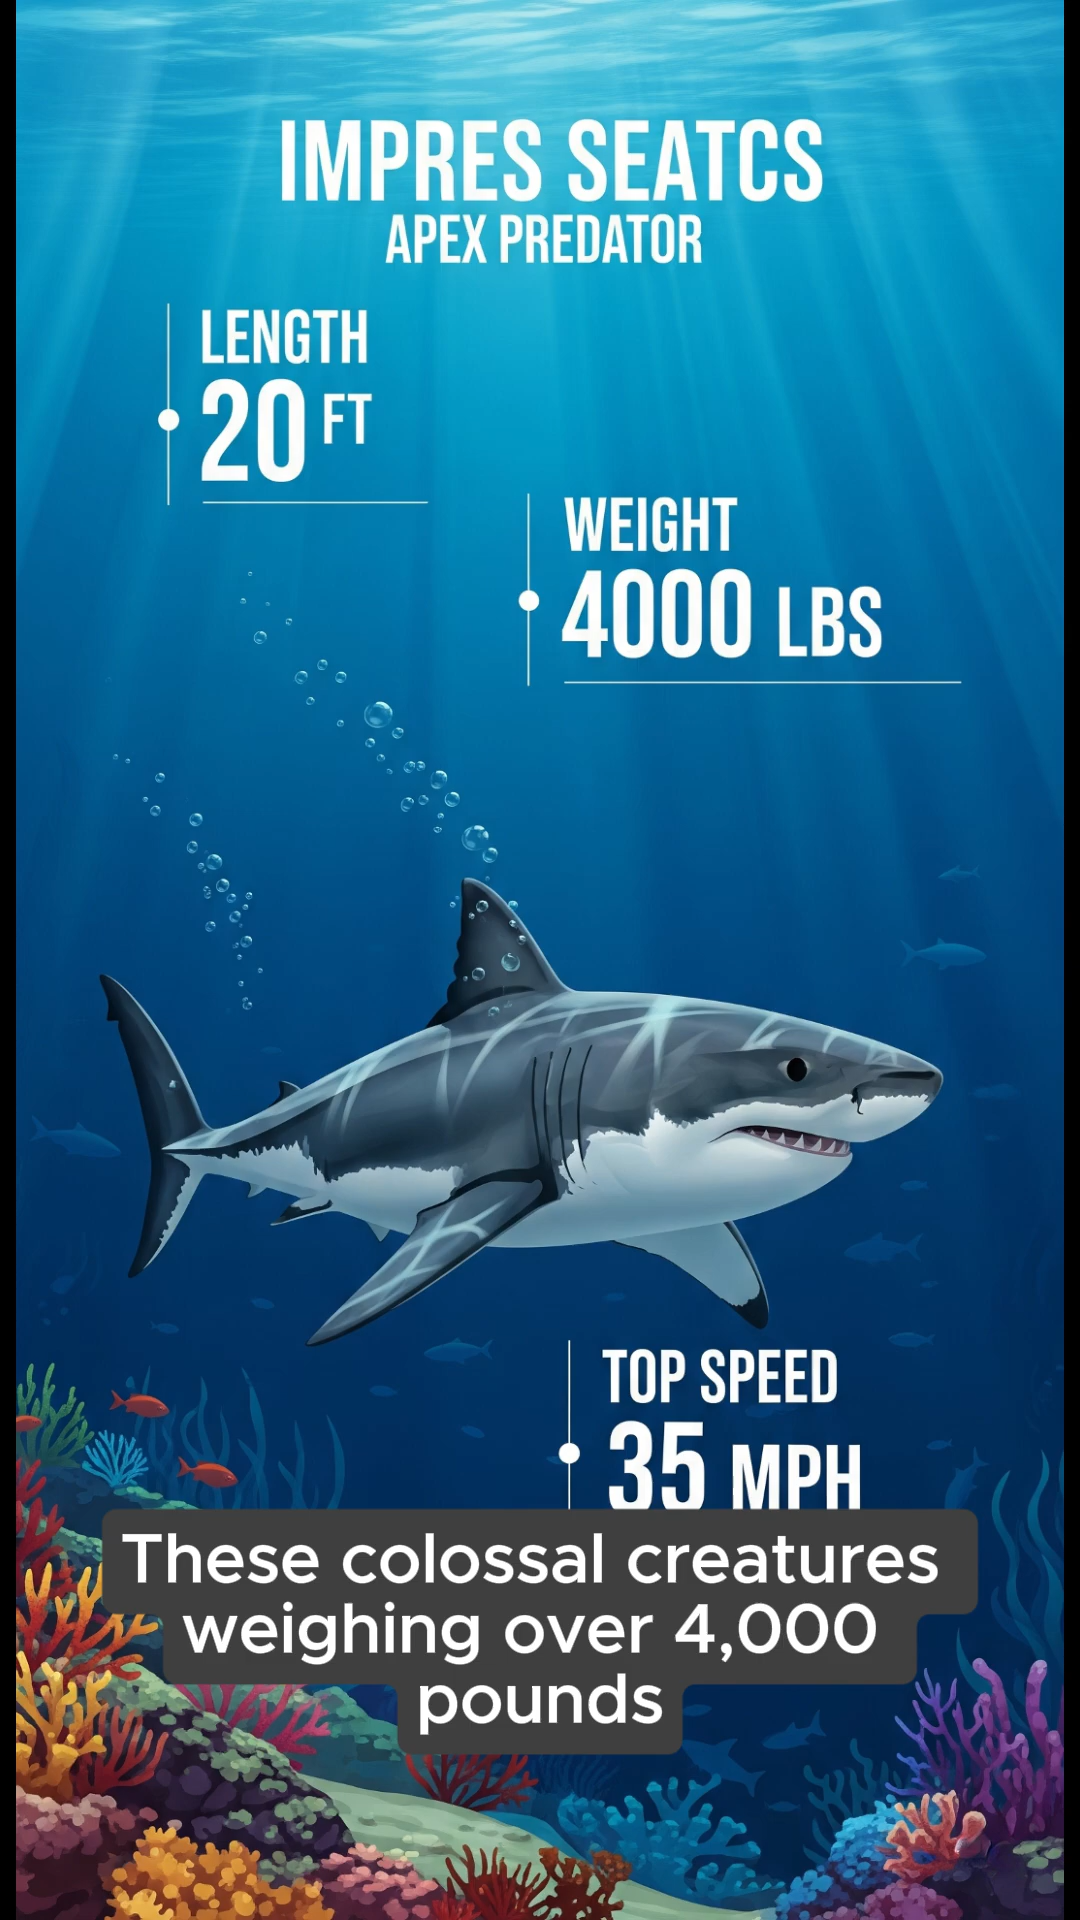 IMPRES SEATCS
APEX PREDATOR
LENGTH
20 FT
WEIGHT
4000 LBS
TOP SPEED
35 MPH
These colossal creatures
weighing over 4,000
pounds